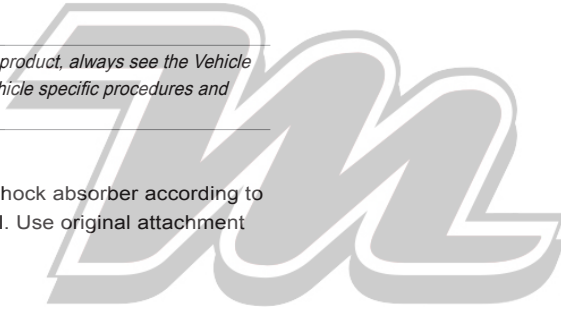 product, always see the Vehicle
hicle specific procedures and
hock absorber according to
. Use original attachment